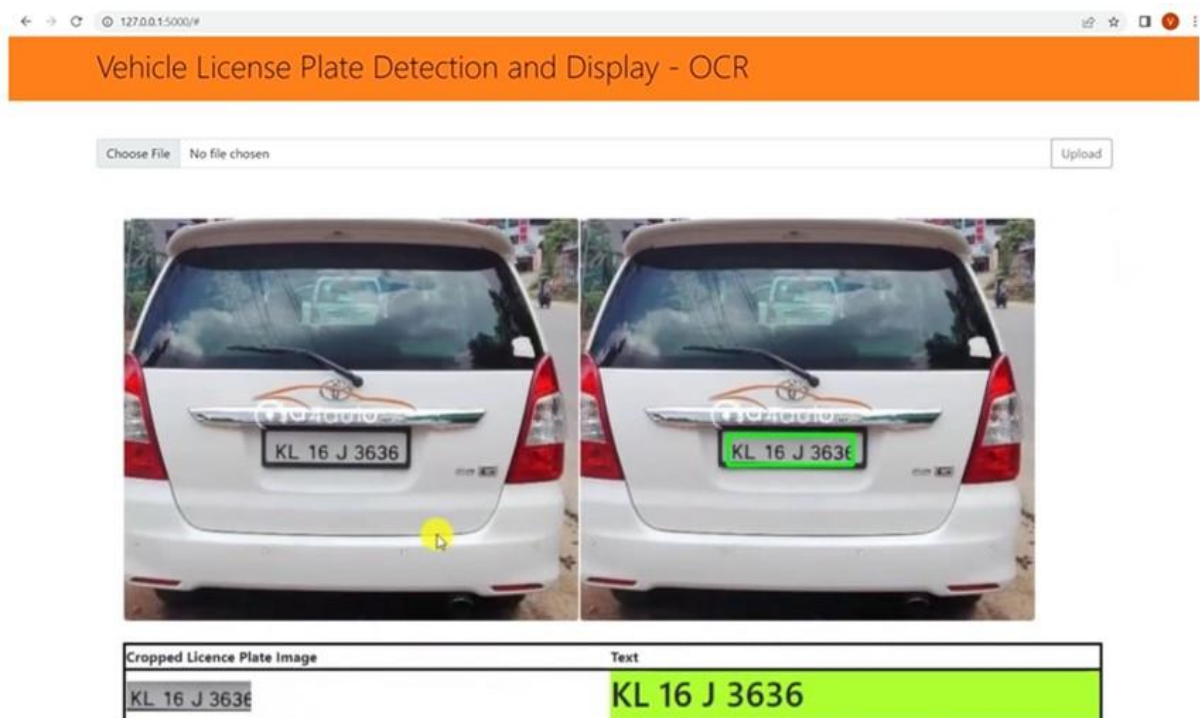 127.0.0.1:5000/#
V
Vehicle License Plate Detection and Display - OCR
Choose File No file chosen Upload
KL 16 J 3636
KL 16 J 3636
Cropped Licence Plate Image Text
KL 16 J 3636 KL 16 J 3636